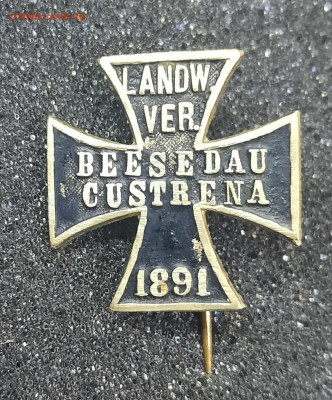 LANDW.
VER.
BEESEDAU
CUSTRENA
1891